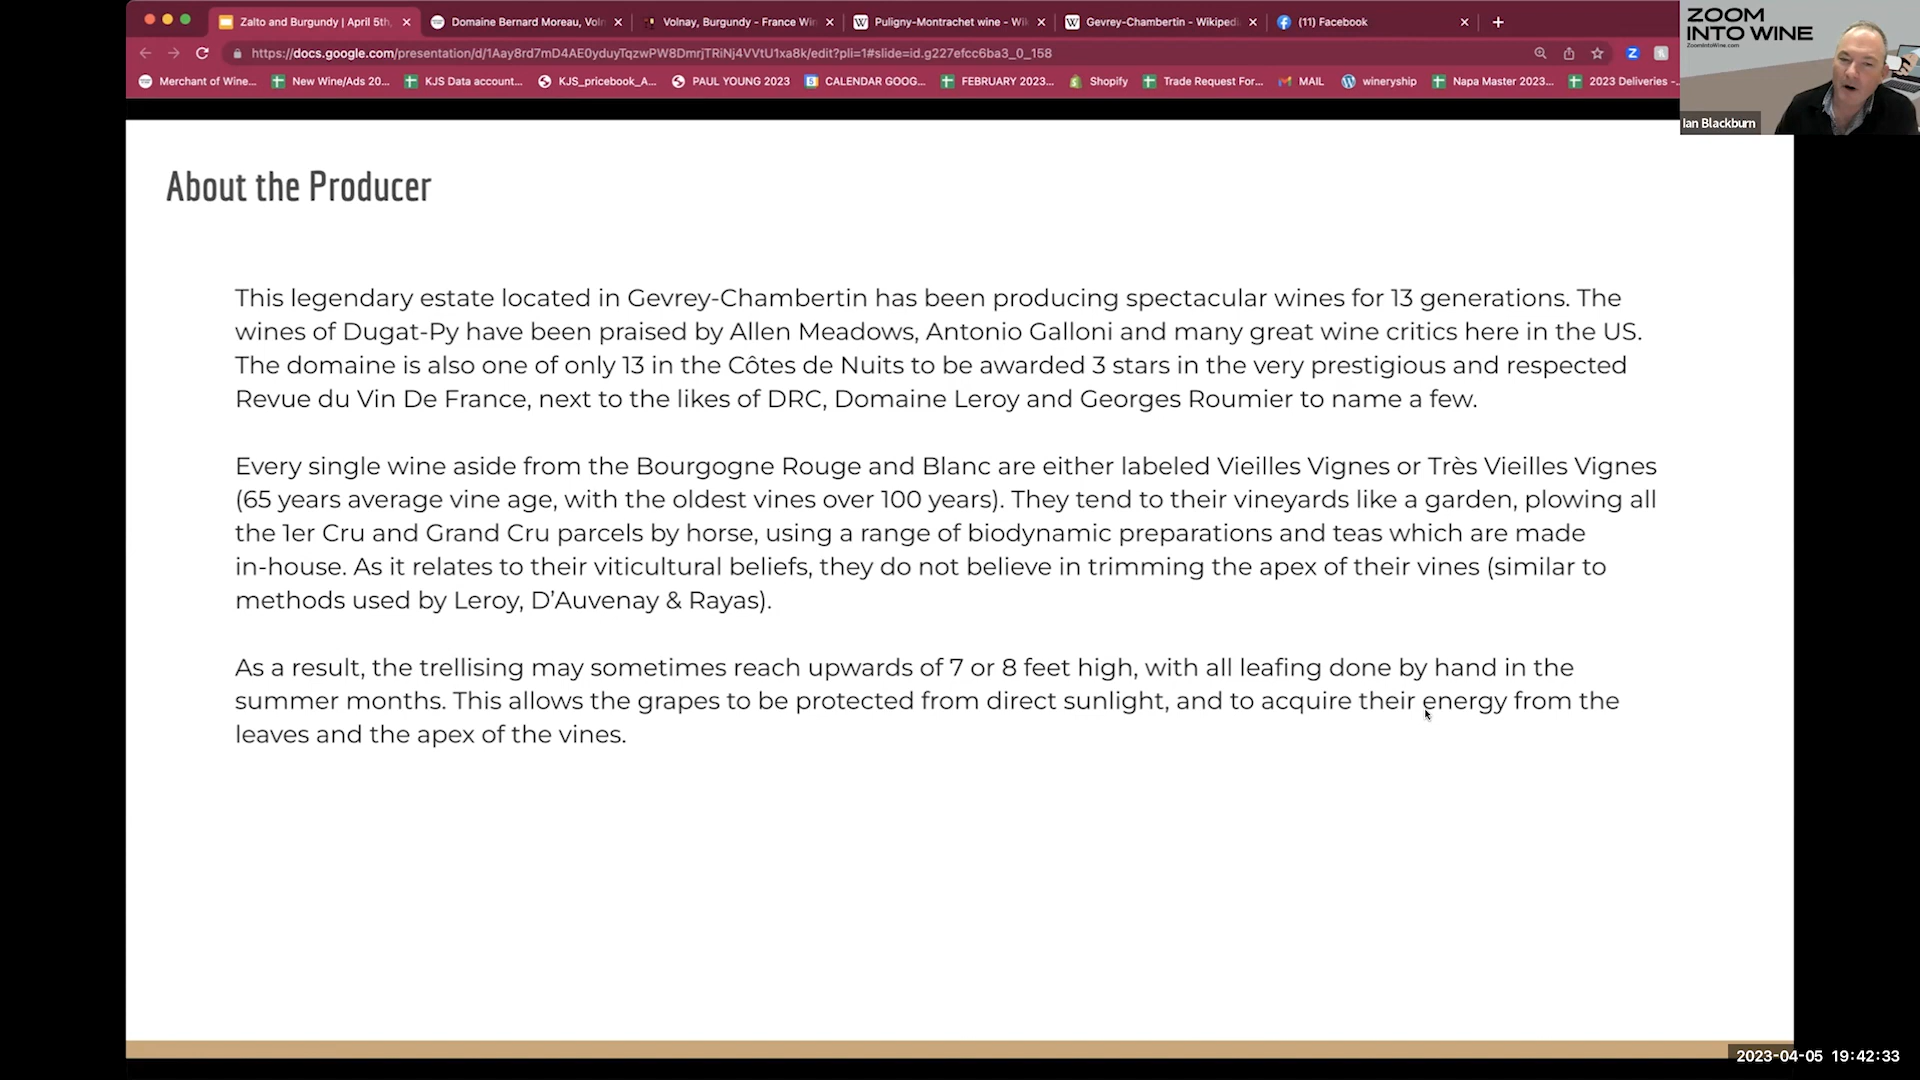 Zalto and Burgundy | April 5th,
Domaine Bernard Moreau, Voln
Volnay, Burgundy - France Win
Puligny-Montrachet wine - Wik
Gevrey-Chambertin - Wikipedi
(11) Facebook
https://docs.google.com/presentation/d/1Aay8rd7mD4AE0yduyTqzwPW8DmrjTRiNj4VVtU1xa8k/edit?pli=1#slide=id.g227efcc6ba3_0_158
Merchant of Wine...
New Wine/Ads 20...
KJS Data account...
KJS_pricebook_A...
PAUL YOUNG 2023
CALENDAR GOOG...
FEBRUARY 2023...
Shopify
Trade Request For...
MAIL
wineryship
Napa Master 2023...
2023 Deliveries -
ZOOM
INTO WINE
ZoomIntoWine.com
Ian Blackburn
About the Producer
This legendary estate located in Gevrey-Chambertin has been producing spectacular wines for 13 generations. The
wines of Dugat-Py have been praised by Allen Meadows, Antonio Galloni and many great wine critics here in the US.
The domaine is also one of only 13 in the Côtes de Nuits to be awarded 3 stars in the very prestigious and respected
Revue du Vin De France, next to the likes of DRC, Domaine Leroy and Georges Roumier to name a few.
Every single wine aside from the Bourgogne Rouge and Blanc are either labeled Vieilles Vignes or Très Vieilles Vignes
(65 years average vine age, with the oldest vines over 100 years). They tend to their vineyards like a garden, plowing all
the 1er Cru and Grand Cru parcels by horse, using a range of biodynamic preparations and teas which are made
in-house. As it relates to their viticultural beliefs, they do not believe in trimming the apex of their vines (similar to
methods used by Leroy, D'Auvenay & Rayas).
As a result, the trellising may sometimes reach upwards of 7 or 8 feet high, with all leafing done by hand in the
summer months. This allows the grapes to be protected from direct sunlight, and to acquire their energy from the
leaves and the apex of the vines.
2023-04-05 19:42:33